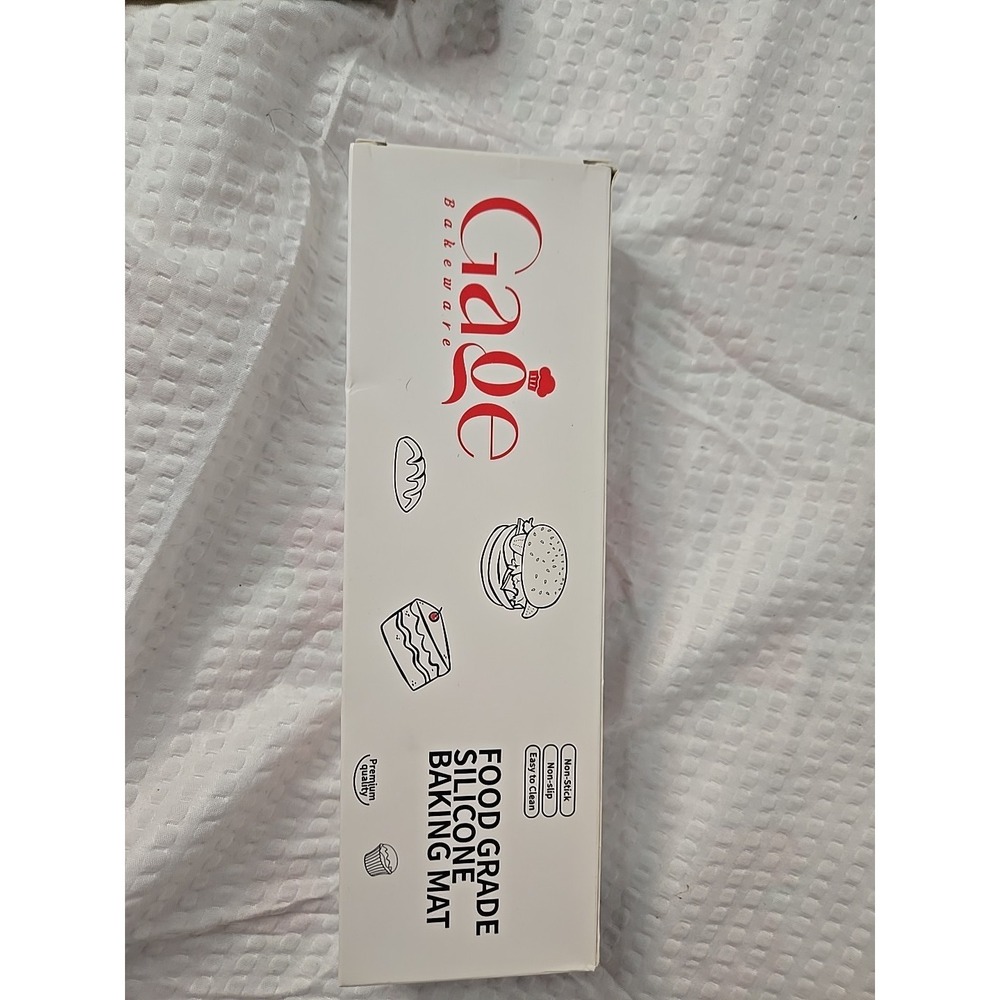 Gage
Bakeware
Non-Stick
Non-slip
Easy to Clean
FOOD GRADE
SILICONE
BAKING MAT
Premium
quality